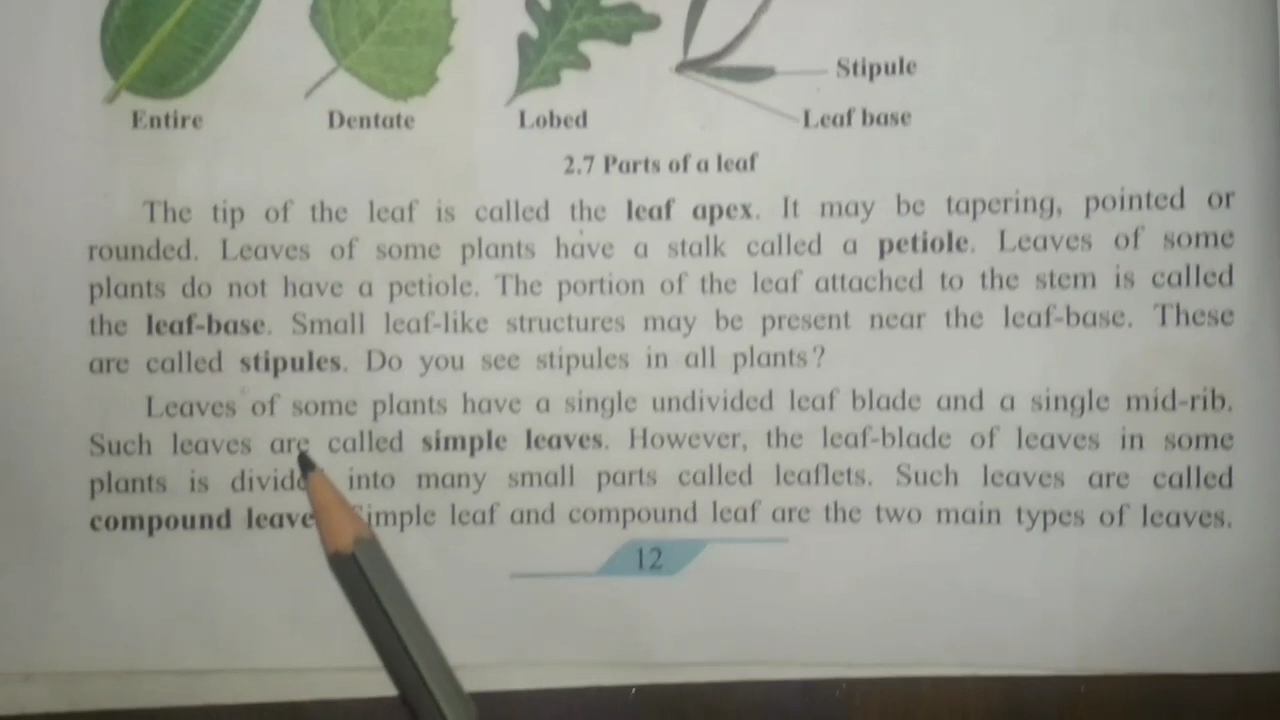 Stipule
Entire Dentate Lobed Leaf base
2.7 Parts of a leaf
The tip of the leaf is called the leaf apex. It may be tapering, pointed or
rounded. Leaves of some plants have a stalk called a petiole. Leaves of some
plants do not have a petiole. The portion of the leaf attached to the stem is called
the leaf-base. Small leaf-like structures may be present near the leaf-base. These
are called stipules. Do you see stipules in all plants?
Leaves of some plants have a single undivided leaf blade and a single mid-rib.
Such leaves are called simple leaves. However, the leaf-blade of leaves in some
plants is into many small parts called leaflets. Such leaves are called
compound leaf and compound leaf are the two main types of leaves.
12